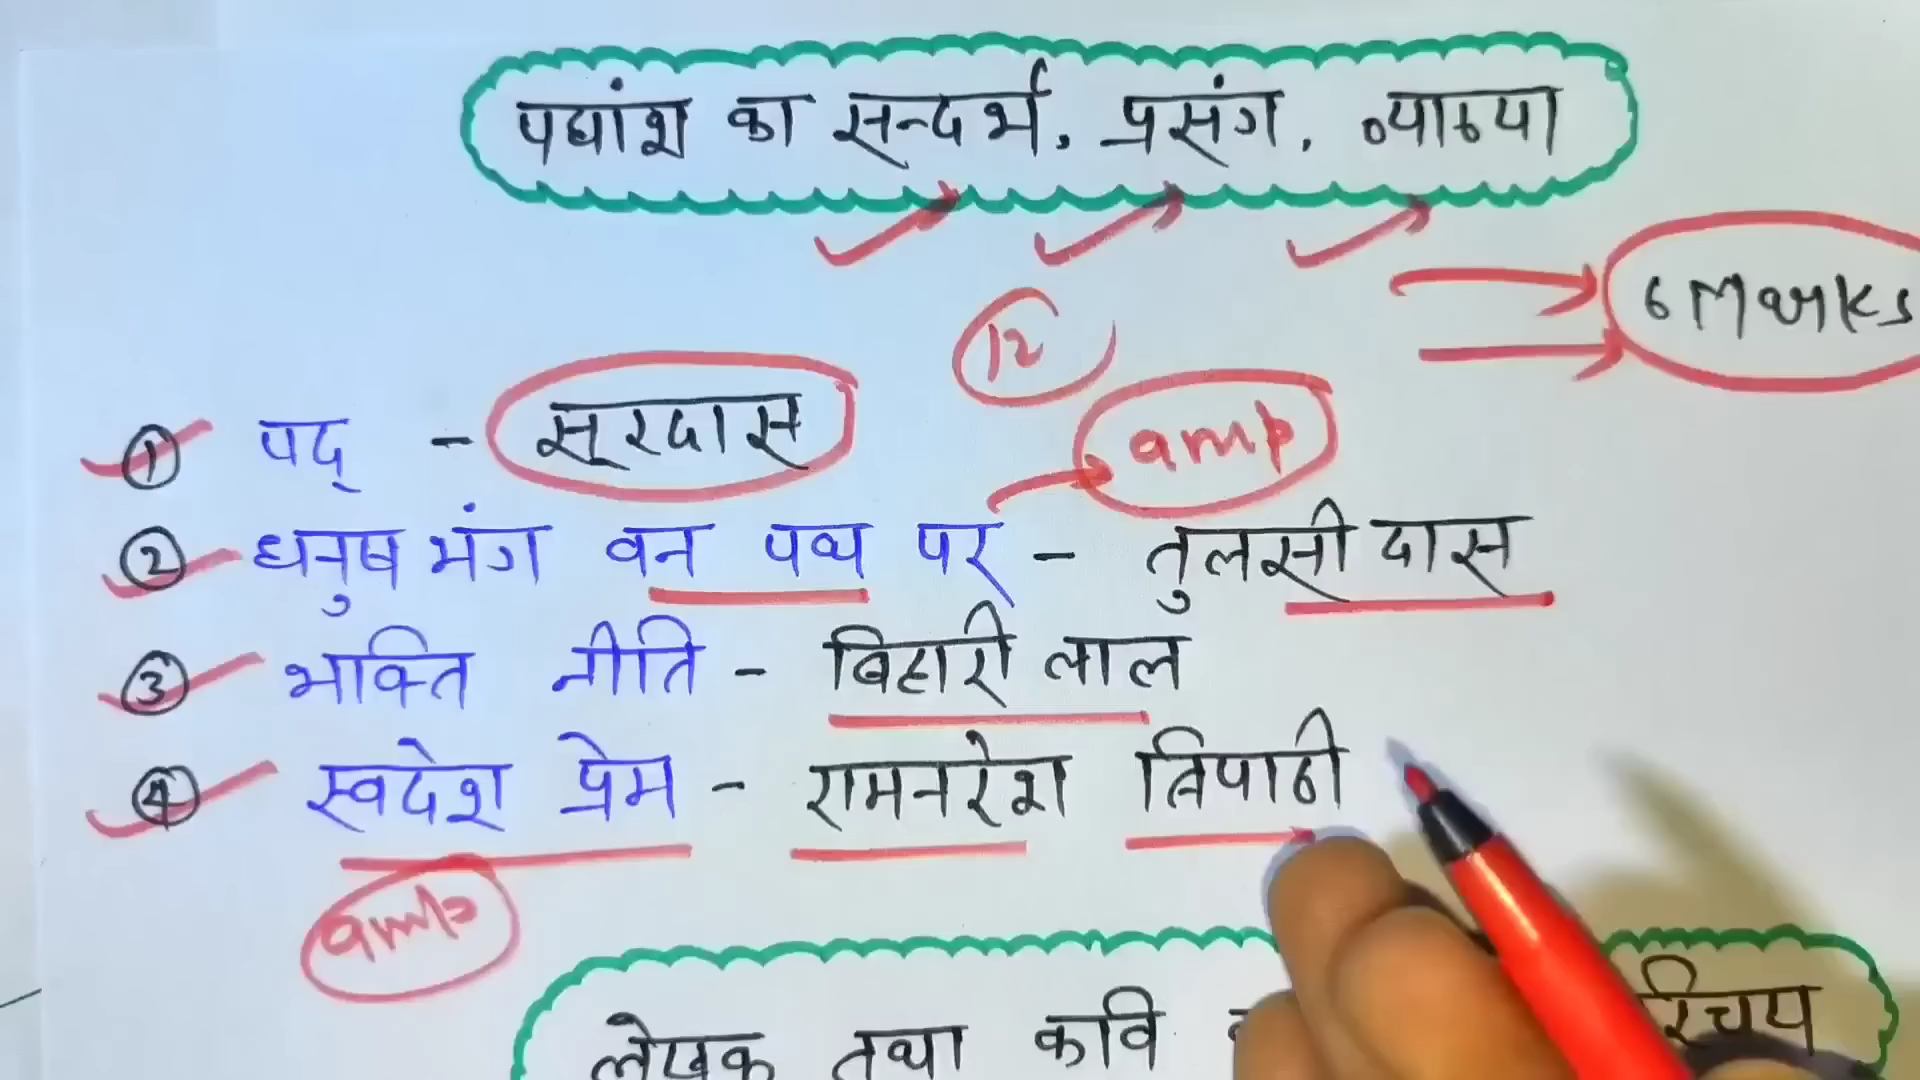 पद्यांश का सन्दर्भ, प्रसंग, व्याख्या
6 Marks
12
① पद् - सूरदास
amp
② धनुष भंग वन पथ पर - तुलसी दास
③ भक्ति नीति - बिहारी लाल
④ स्वदेश प्रेम - रामनरेश त्रिपाठी
amp
लेखक तथा कवि